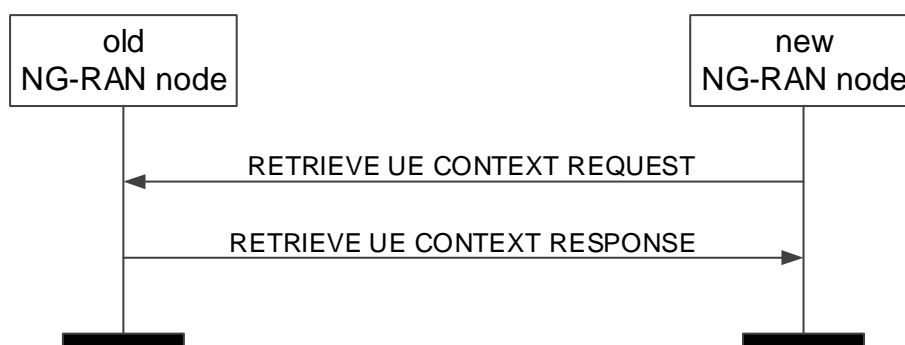 old
NG-RAN node
new
NG-RAN node
RETRIEVE UE CONTEXT REQUEST
RETRIEVE UE CONTEXT RESPONSE